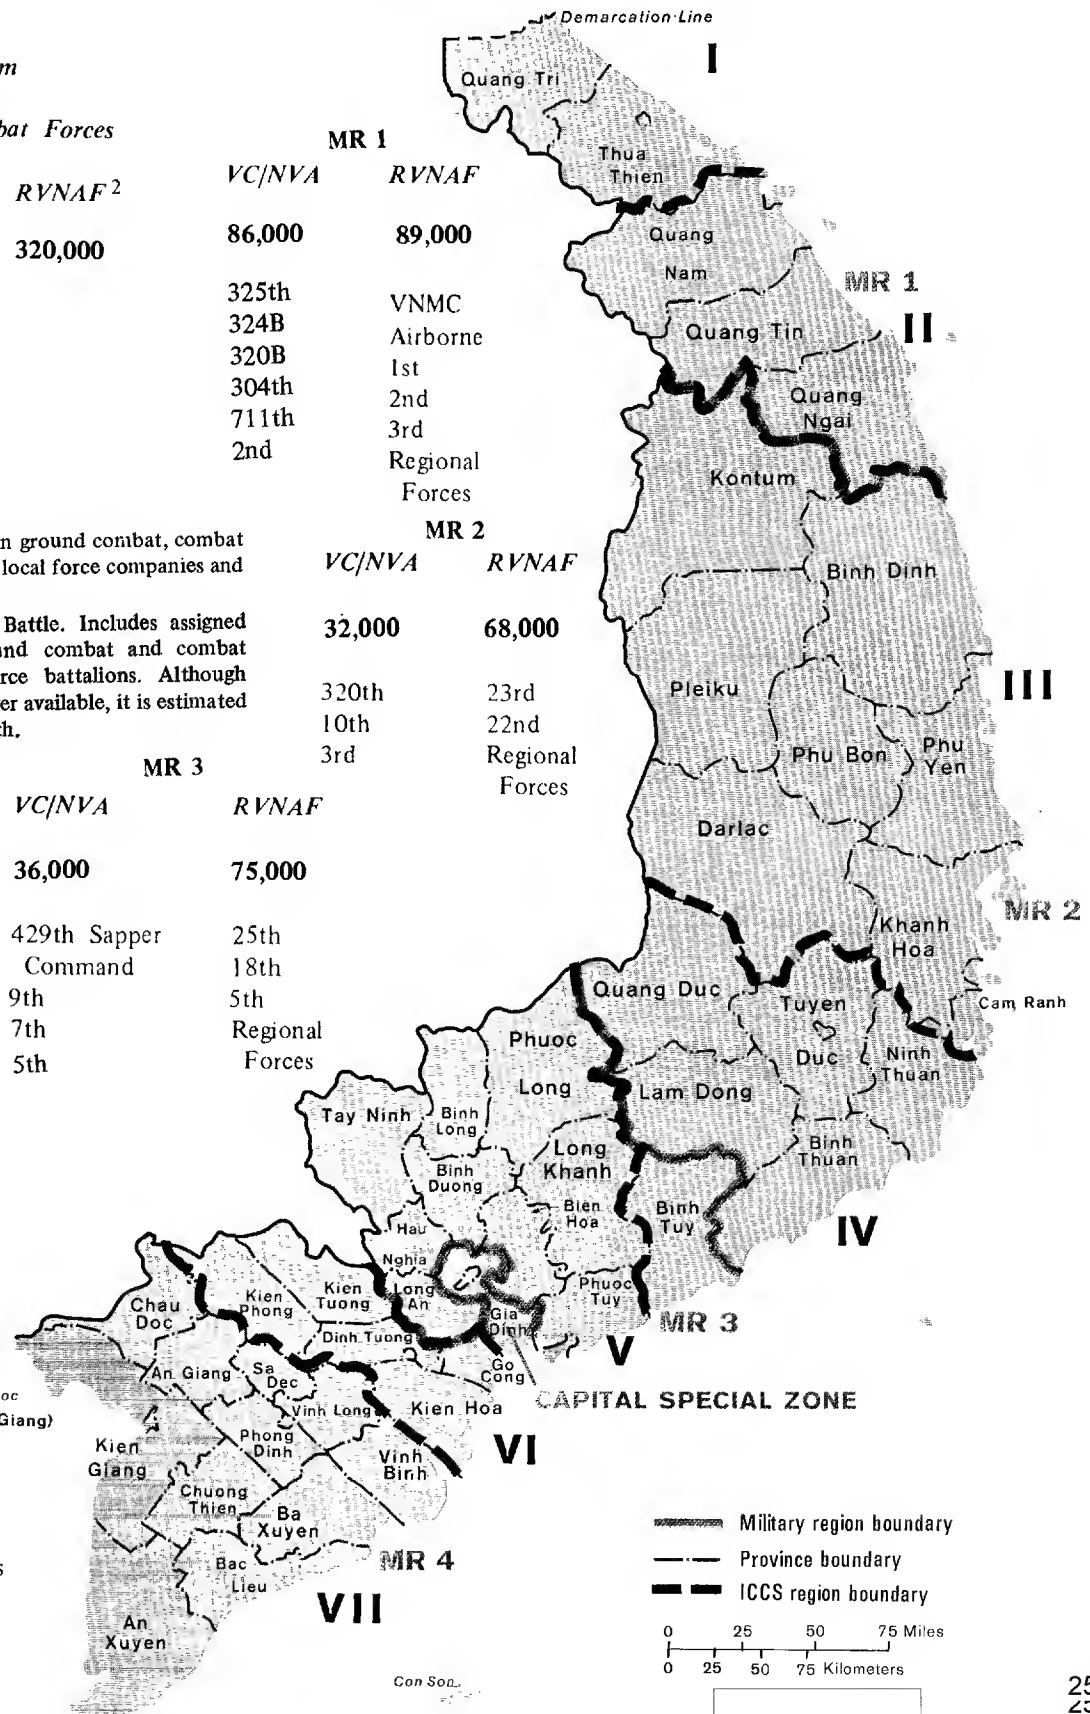 Demarcation Line
m
bat Forces
RVNAF 2
320,000
MR 1
VC/NVA RVNAF
86,000 89,000
325th VNMC
324B Airborne
320B 1st
304th 2nd
711th 3rd
2nd Regional
Forces
n ground combat, combat
local force companies and
Battle. Includes assigned
und combat and combat
rce battalions. Although
er available, it is estimated
th.
MR 2
VC/NVA RVNAF
32,000 68,000
320th 23rd
10th 22nd
3rd Regional
Forces
MR 3
VC/NVA RVNAF
36,000 75,000
429th Sapper 25th
Command 18th
9th 5th
7th Regional
5th Forces
I
Quang Tri
Thua
Thien
Quang
Nam
MR 1
II
Quang Tin
Quang
Ngai
Kontum
Binh Dinh
III
Pleiku
Phu Bon
Phu
Yen
Darlac
MR 2
Khanh
Hoa
Cam Ranh
Quang Duc
Tuyen
Duc
Ninh
Thuan
Phuoc
Long
Lam Dong
Tay Ninh
Binh
Long
Binh
Thuan
Long
Khanh
Binh
Duong
Bien
Hoa
Binh
Tuy
IV
Hau
Nghia
Long
An
Phuoc
Tuy
Gia
Dinh
MR 3
V
Chau
Doc
Kien
Phong
Kien
Tuong
Dinh Tuong
Go
Cong
CAPITAL SPECIAL ZONE
An Giang
Sa
Dec
Vinh Long
Kien Hoa
oc
Giang)
Kien
Giang
Phong
Dinh
Vinh
Binh
VI
Chuong
Thien
Ba
Xuyen
MR 4
Bac
Lieu
VII
An
Xuyen
s
Con Son
Military region boundary
Province boundary
ICCS region boundary
0 25 50 75 Miles
0 25 50 75 Kilometers
25